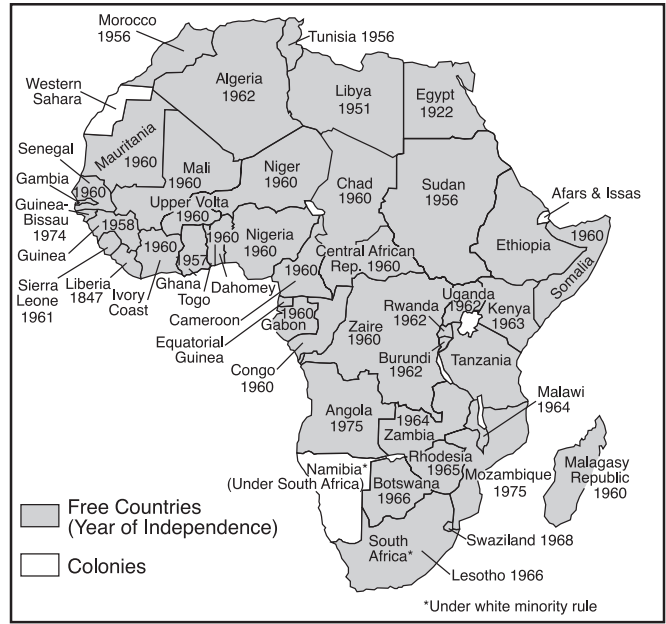 Morocco
1956
Tunisia 1956
Western
Sahara
Algeria
1962
Libya
1951
Egypt
1922
Mauritania
1960
Senegal
1960
Gambia
Guinea-
Bissau
1974
Guinea
1958
Sierra
Leone
1961
Liberia
1847
Ivory
Coast
1960
Mali
1960
Upper Volta
1960
Ghana
1957
Togo
1960
Dahomey
Niger
1960
Nigeria
1960
Chad
1960
Sudan
1956
Afars & Issas
Ethiopia
1960
Somalia
Central African
Rep. 1960
1960
Cameroon
Equatorial
Guinea
1960
Gabon
Congo
1960
Zaire
1960
Rwanda
1962
Uganda
1962
Kenya
1963
Burundi
1962
Tanzania
Malawi
1964
Angola
1975
1964
Zambia
Namibia*
(Under South Africa)
Rhodesia
1965
Botswana
1966
Mozambique
1975
Malagasy
Republic
1960
South
Africa*
Swaziland 1968
Lesotho 1966
Free Countries
(Year of Independence)
Colonies
*Under white minority rule